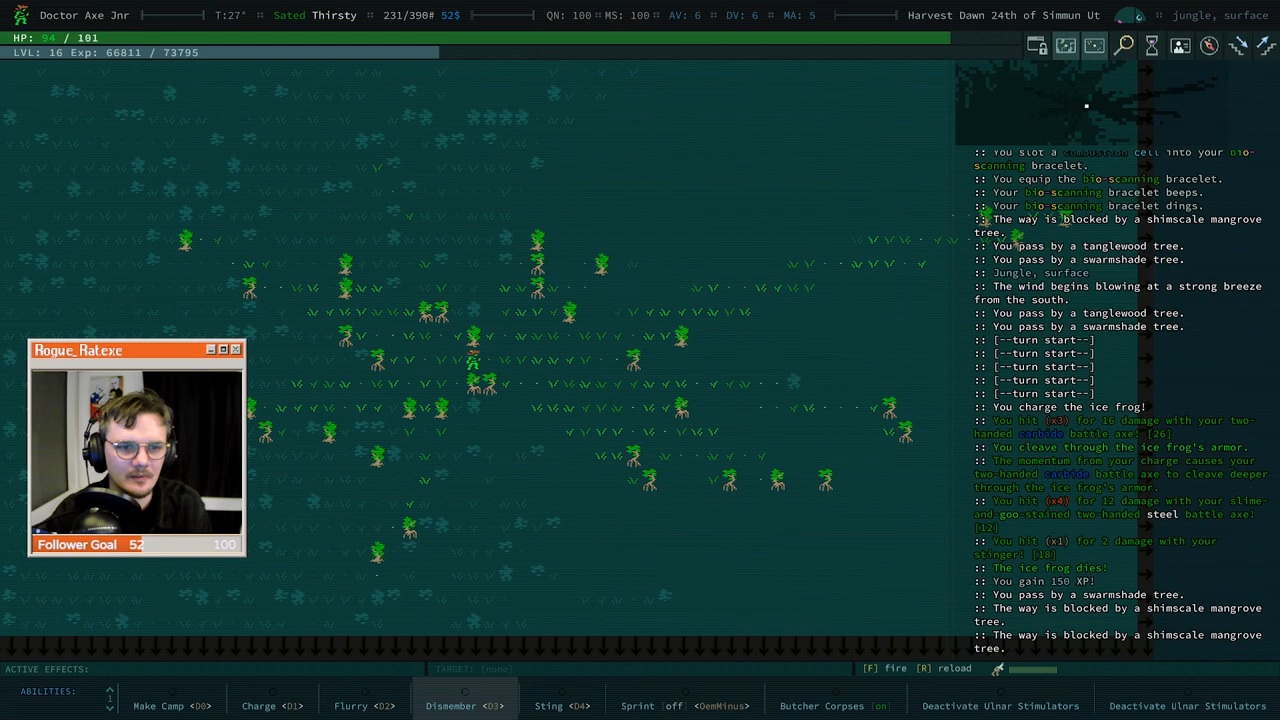 Doctor Axe Jnr T:27° :: Sated Thirsty :: 231/390# 52$ QN: 100 :: MS: 100 :: AV: 6 :: DV: 6 :: MA: 5 Harvest Dawn 24th of Simmun Ut :: jungle, surface
HP: 94 / 101
LVL: 16 Exp: 66811 / 73795
:: You slot a combustion cell into your bio-
scanning bracelet.
:: You equip the bio-scanning bracelet.
:: Your bio-scanning bracelet beeps.
:: Your bio-scanning bracelet dings.
:: The way is blocked by a shimscale mangrove
tree.
:: You pass by a tanglewood tree.
:: You pass by a swarmshade tree.
:: Jungle, surface
:: The wind begins blowing at a strong breeze
from the south.
:: You pass by a tanglewood tree.
:: You pass by a swarmshade tree.
:: [--turn start--]
:: [--turn start--]
:: [--turn start--]
:: [--turn start--]
:: [--turn start--]
:: You charge the ice frog!
:: You hit (x3) for 16 damage with your two-
handed carbide battle axe! [26]
:: You cleave through the ice frog's armor.
:: The momentum from your charge causes your
two-handed carbide battle axe to cleave deeper
through the ice frog's armor.
:: You hit (x4) for 12 damage with your slime-
and-goo-stained two-handed steel battle axe!
[12]
:: You hit (x1) for 2 damage with your
stinger! [18]
:: The ice frog dies!
:: You gain 150 XP!
:: You pass by a swarmshade tree.
:: The way is blocked by a shimscale mangrove
tree.
:: The way is blocked by a shimscale mangrove
tree.
Rogue_Rat.exe
Follower Goal 52 100
ACTIVE EFFECTS: TARGET: [none] [F] fire [R] reload
ABILITIES: 1 Make Camp <D0> Charge <D1> Flurry <D2> Dismember <D3> Sting <D4> Sprint [off] <OemMinus> Butcher Corpses [on] Deactivate Ulnar Stimulators Deactivate Ulnar Stimulators